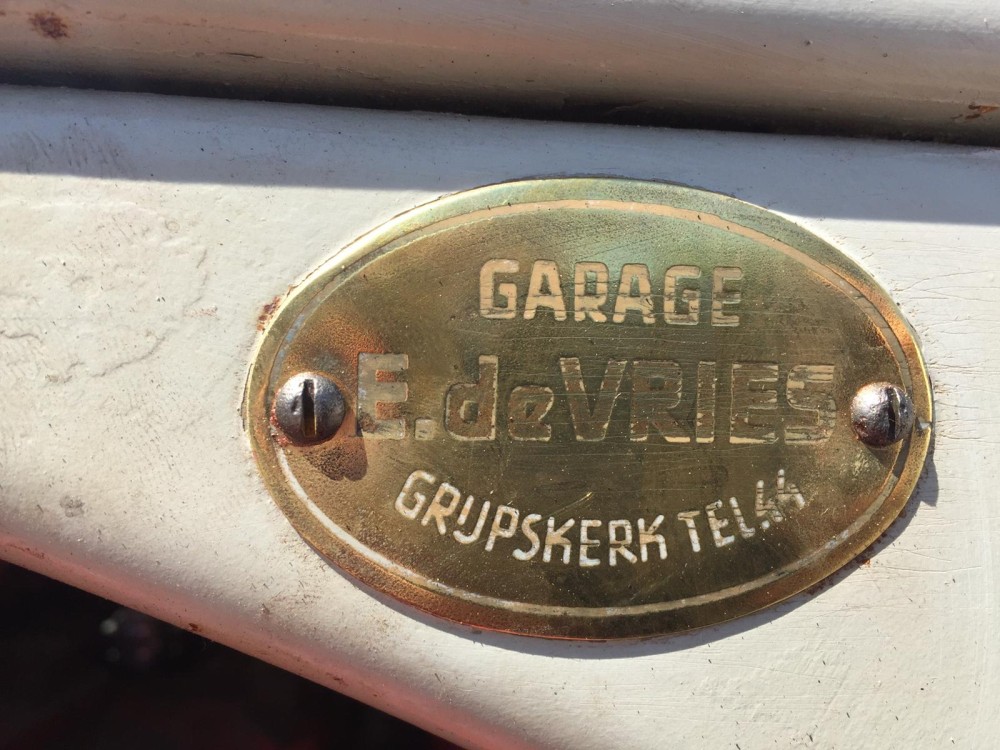 GARAGE
E. de VRIES
GRIJPSKERK TEL. 44